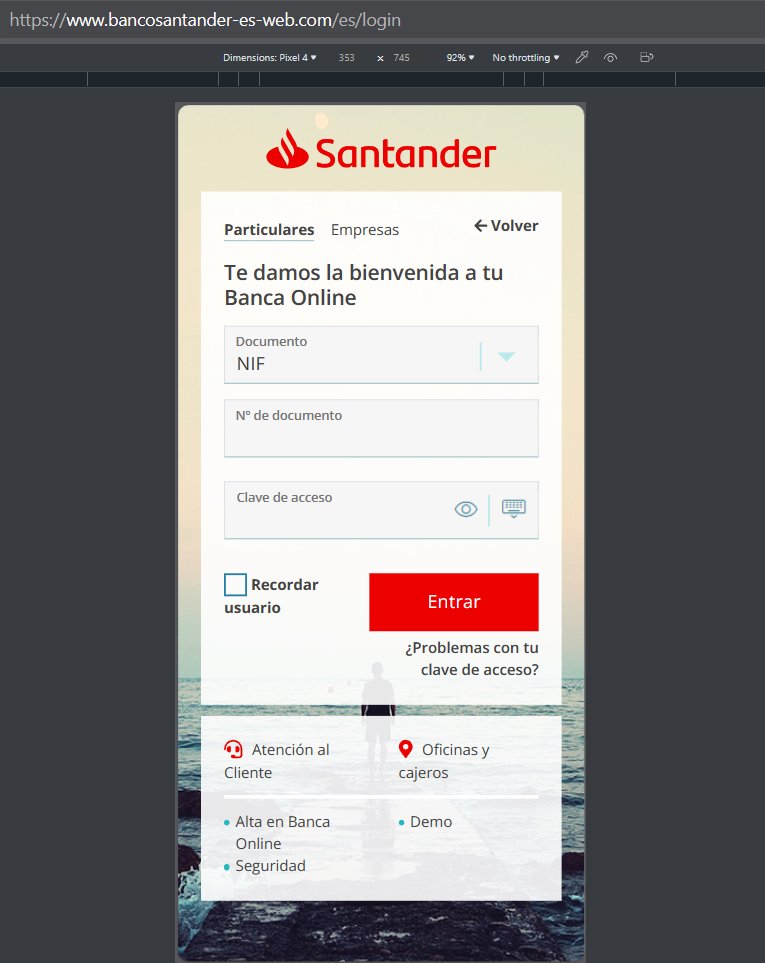 https://www.bancosantander-es-web.com/es/login
Dimensions: Pixel 4 ▾ 353 x 745 92% ▾ No throttling ▾
Santander
Particulares Empresas ← Volver
Te damos la bienvenida a tu
Banca Online
Documento
NIF
Nº de documento
Clave de acceso
Recordar
usuario
Entrar
¿Problemas con tu
clave de acceso?
Atención al
Cliente
Oficinas y
cajeros
• Alta en Banca
Online
• Seguridad
• Demo